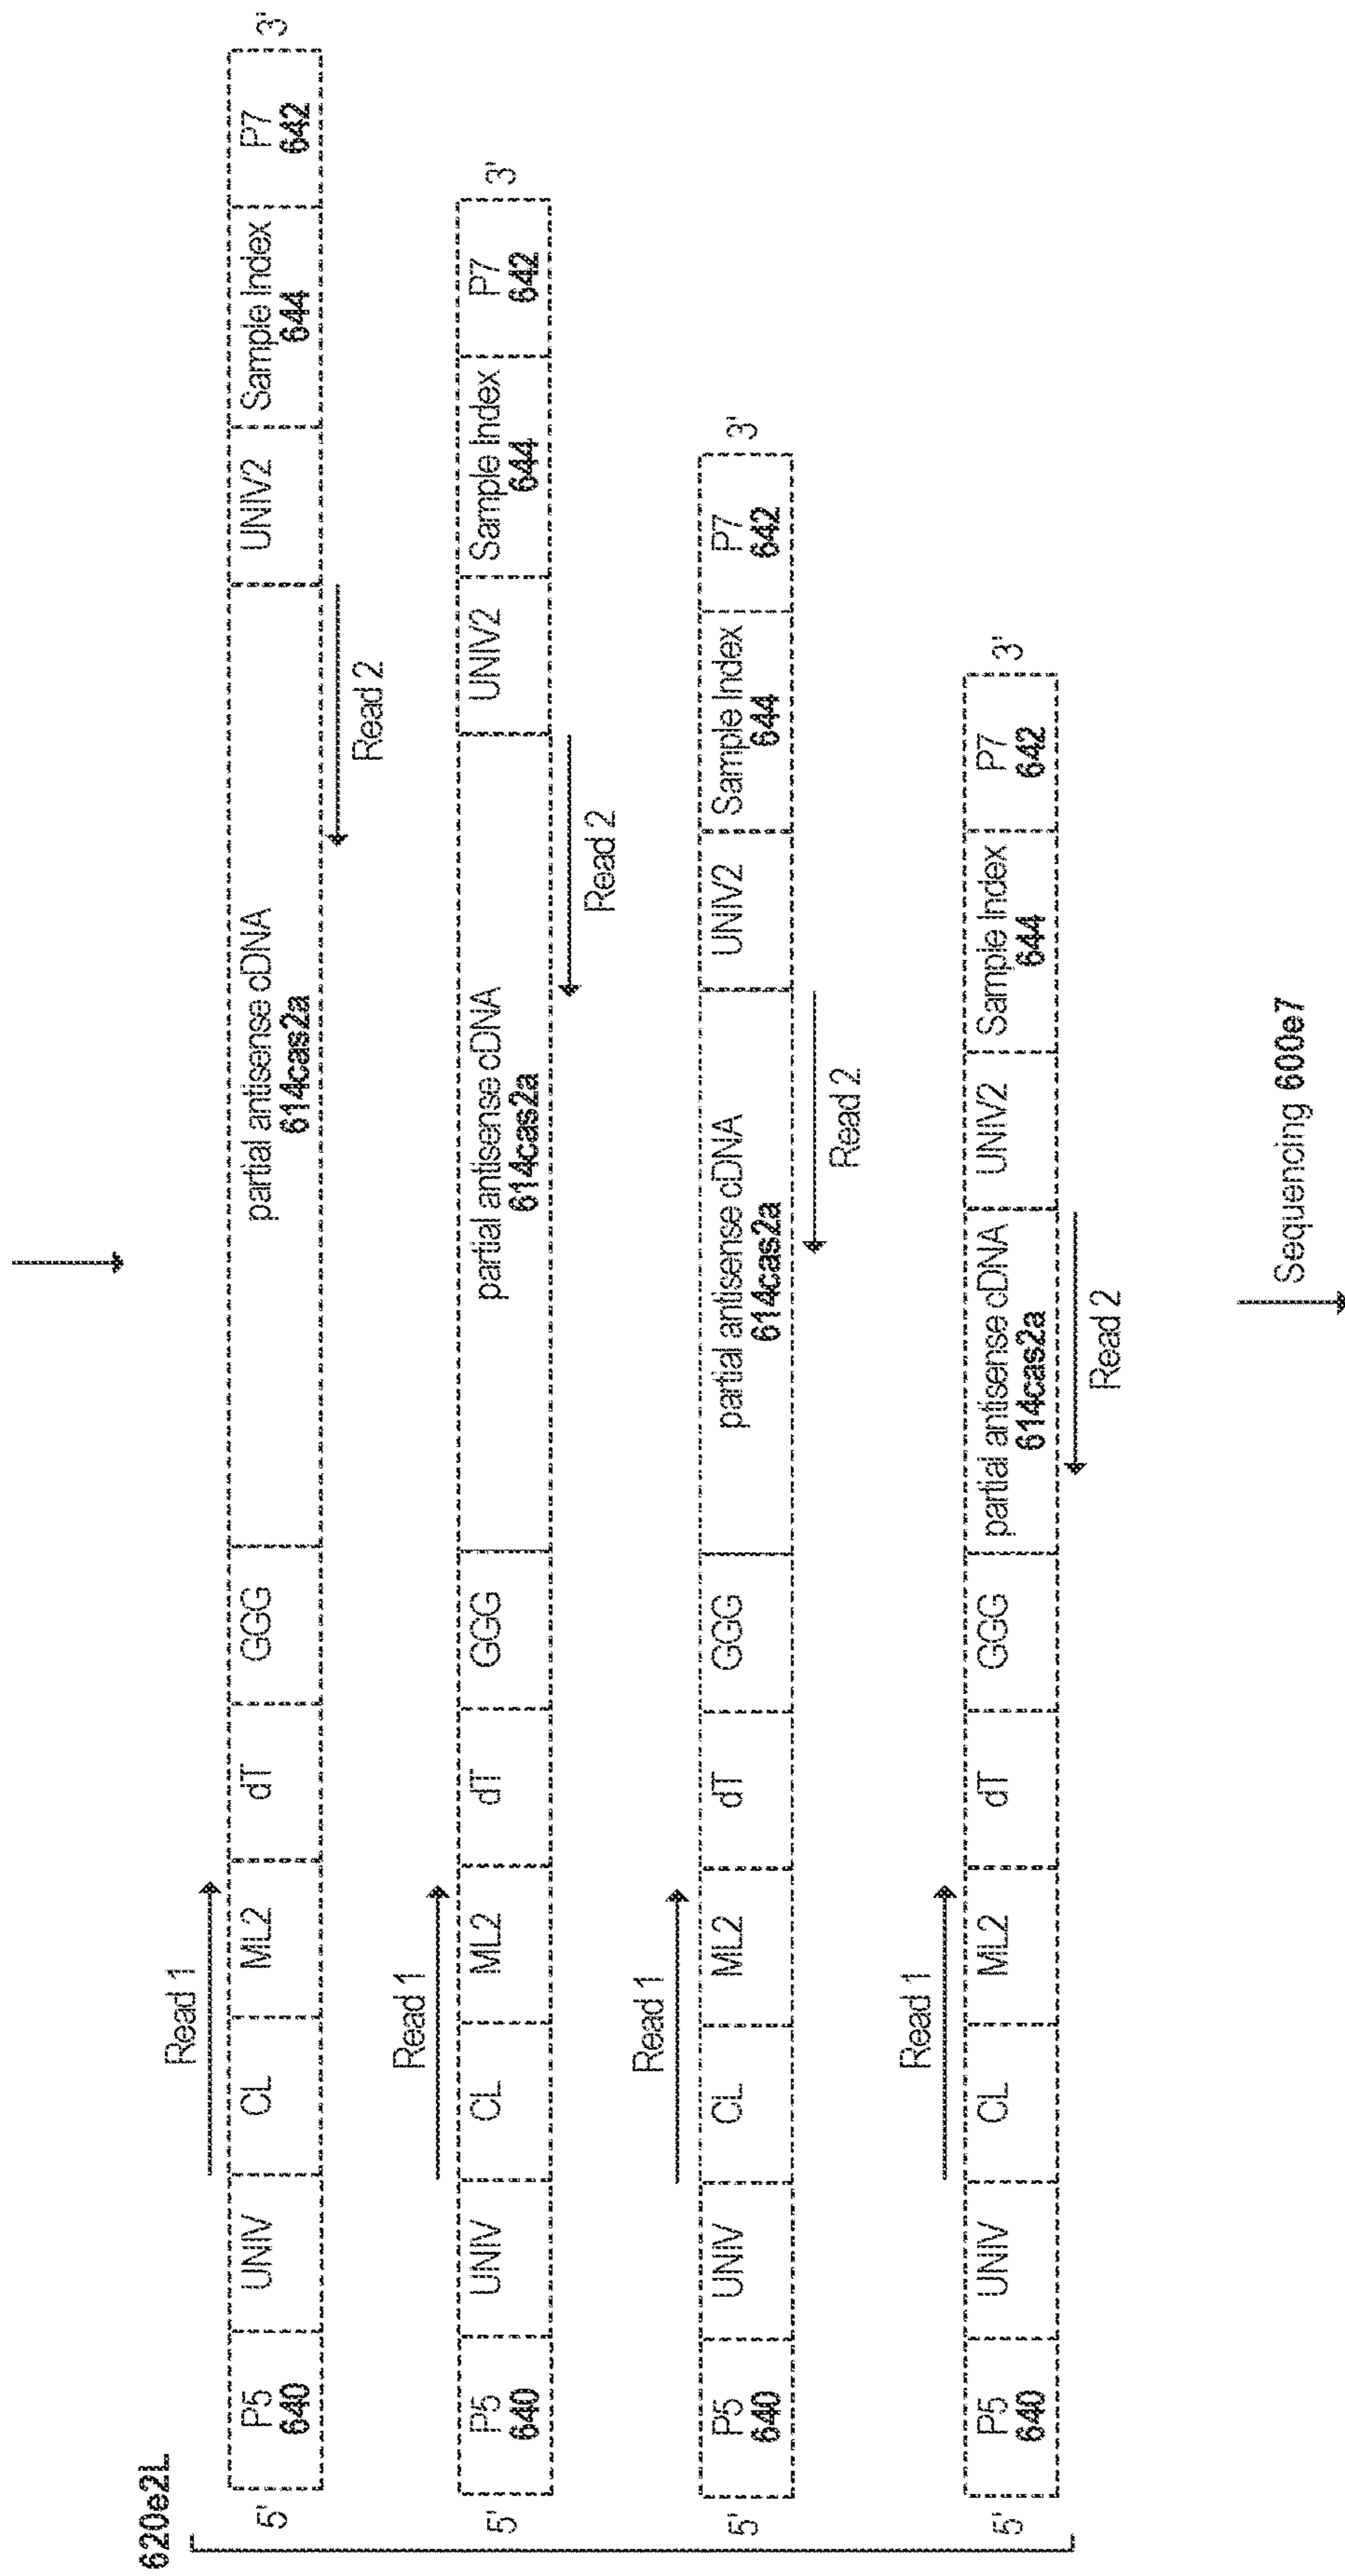 620e2L
Read 1
5' P5 UNIV CL ML2 dT GGG partial antisense cDNA UNIV2 Sample Index P7 3'
640 614cas2a 644 642
Read 2
Read 1
5' P5 UNIV CL ML2 dT GGG partial antisense cDNA UNIV2 Sample Index P7 3'
640 614cas2a 644 642
Read 2
Read 1
5' P5 UNIV CL ML2 dT GGG partial antisense cDNA UNIV2 Sample Index P7 3'
640 614cas2a 644 642
Read 2
Read 1
5' P5 UNIV CL ML2 dT GGG partial antisense cDNA UNIV2 Sample Index P7 3'
640 614cas2a 644 642
Read 2
Sequencing 600e7